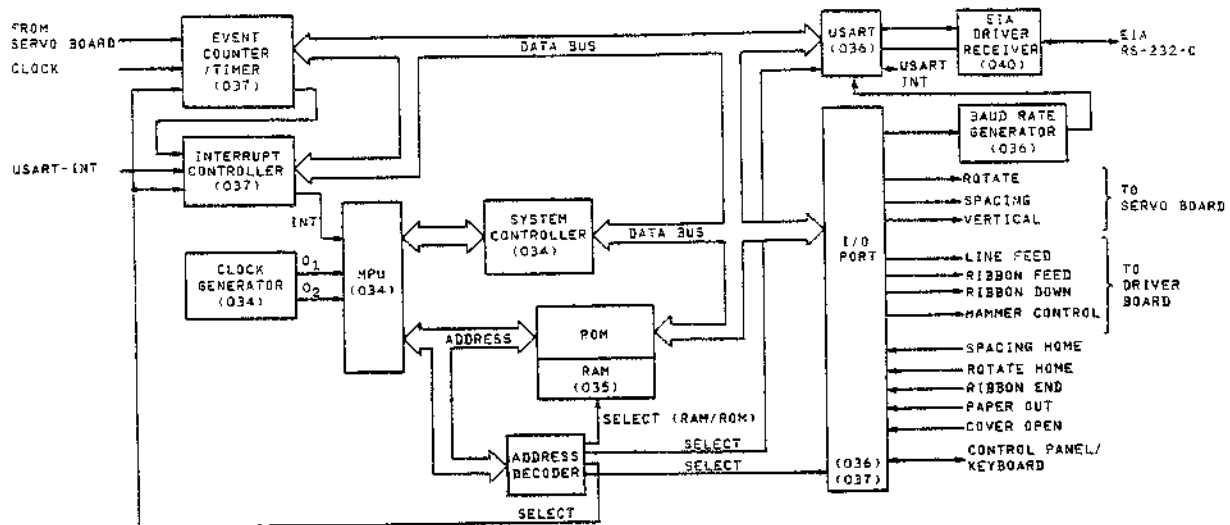 FROM
SERVO BOARD
CLOCK
EVENT
COUNTER
/TIMER
(037)
DATA BUS
USART
(036)
EIA
DRIVER
RECEIVER
(040)
EIA
RS-232-C
USART
INT
BAUD RATE
GENERATOR
(036)
USART-INT
INTERRUPT
CONTROLLER
(037)
INT
CLOCK
GENERATOR
(034)
O1
O2
MPU
(034)
SYSTEM
CONTROLLER
(034)
DATA BUS
I/O
PORT
(036)
(037)
ROTATE
SPACING
VERTICAL
TO
SERVO BOARD
LINE FEED
RIBBON FEED
RIBBON DOWN
HAMMER CONTROL
TO
DRIVER
BOARD
ADDRESS
ROM
RAM
(035)
SELECT (RAM/ROM)
SPACING HOME
ROTATE HOME
RIBBON END
PAPER OUT
COVER OPEN
CONTROL PANEL/
KEYBOARD
ADDRESS
DECODER
SELECT
SELECT
SELECT